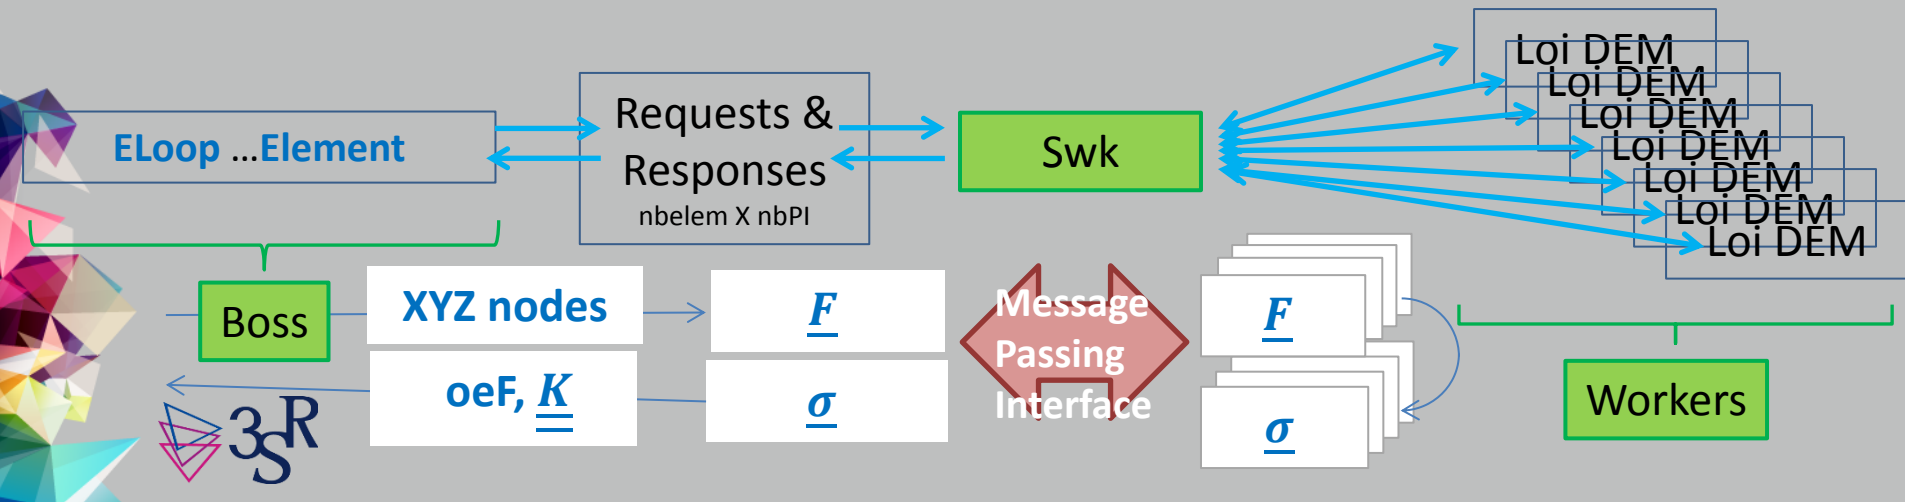 ELoop ...Element
Requests &
Responses
nbelem X nbPI
Swk
Loi DEM
Loi DEM
Loi DEM
Loi DEM
Loi DEM
Loi DEM
Loi DEM
Boss
XYZ nodes
F
oeF, K
σ
Message
Passing
Interface
F
σ
Workers
3SR